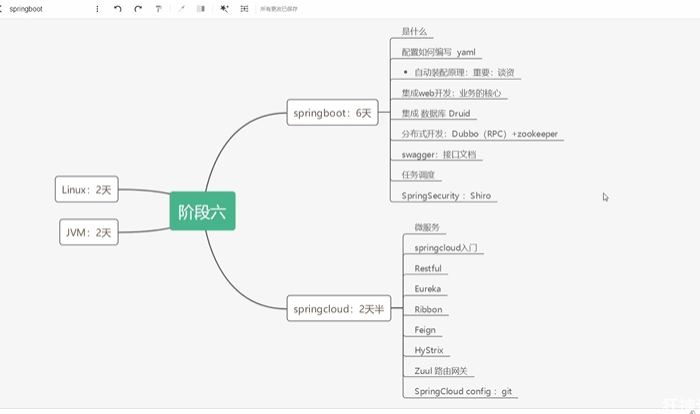 springboot
所有更改已保存
是什么
配置如何编写 yaml
自动装配原理：重要：谈资
集成web开发：业务的核心
集成 数据库 Druid
分布式开发：Dubbo（RPC）+zookeeper
swagger：接口文档
任务调度
SpringSecurity：Shiro
springboot：6天
Linux：2天
阶段六
JVM：2天
springcloud：2天半
微服务
springcloud入门
Restful
Eureka
Ribbon
Feign
HyStrix
Zuul 路由网关
SpringCloud config：git